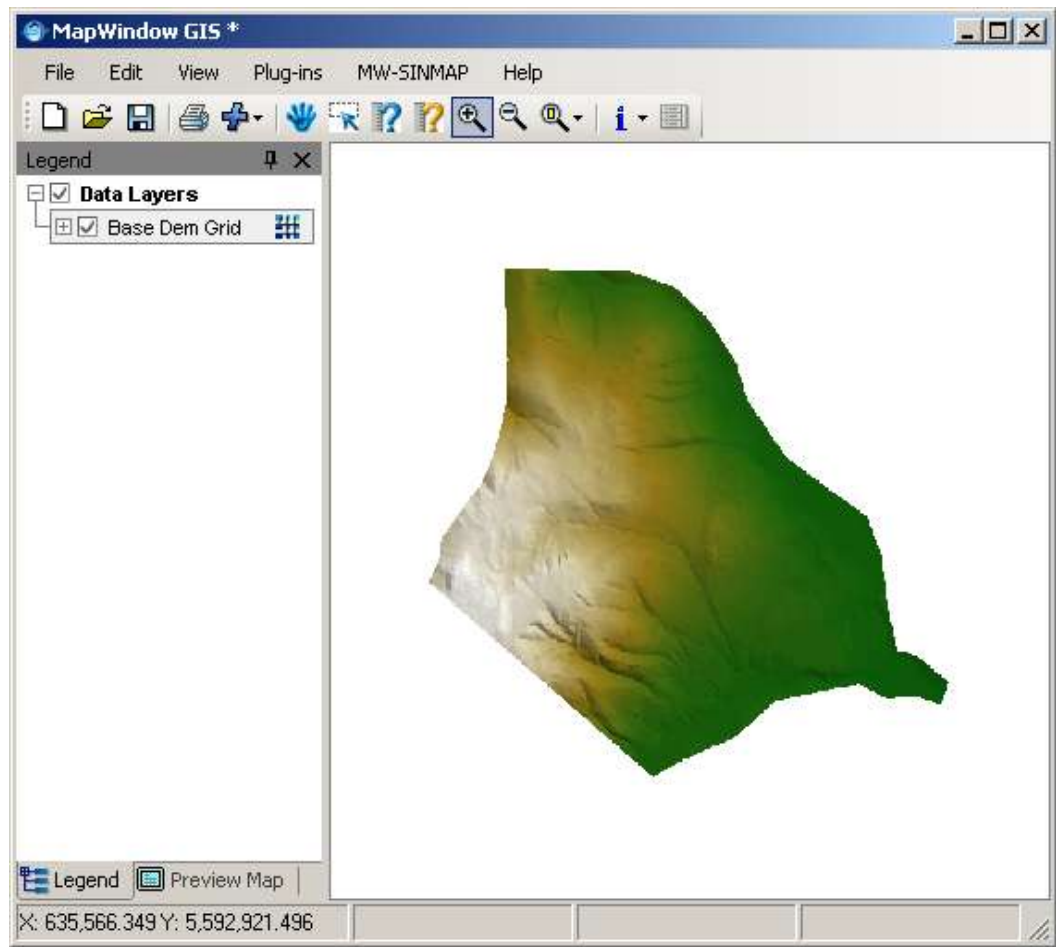 MapWindow GIS *
File Edit View Plug-ins MW-SINMAP Help
Legend
Data Layers
Base Dem Grid
Legend Preview Map
X: 635,566.349 Y: 5,592,921.496